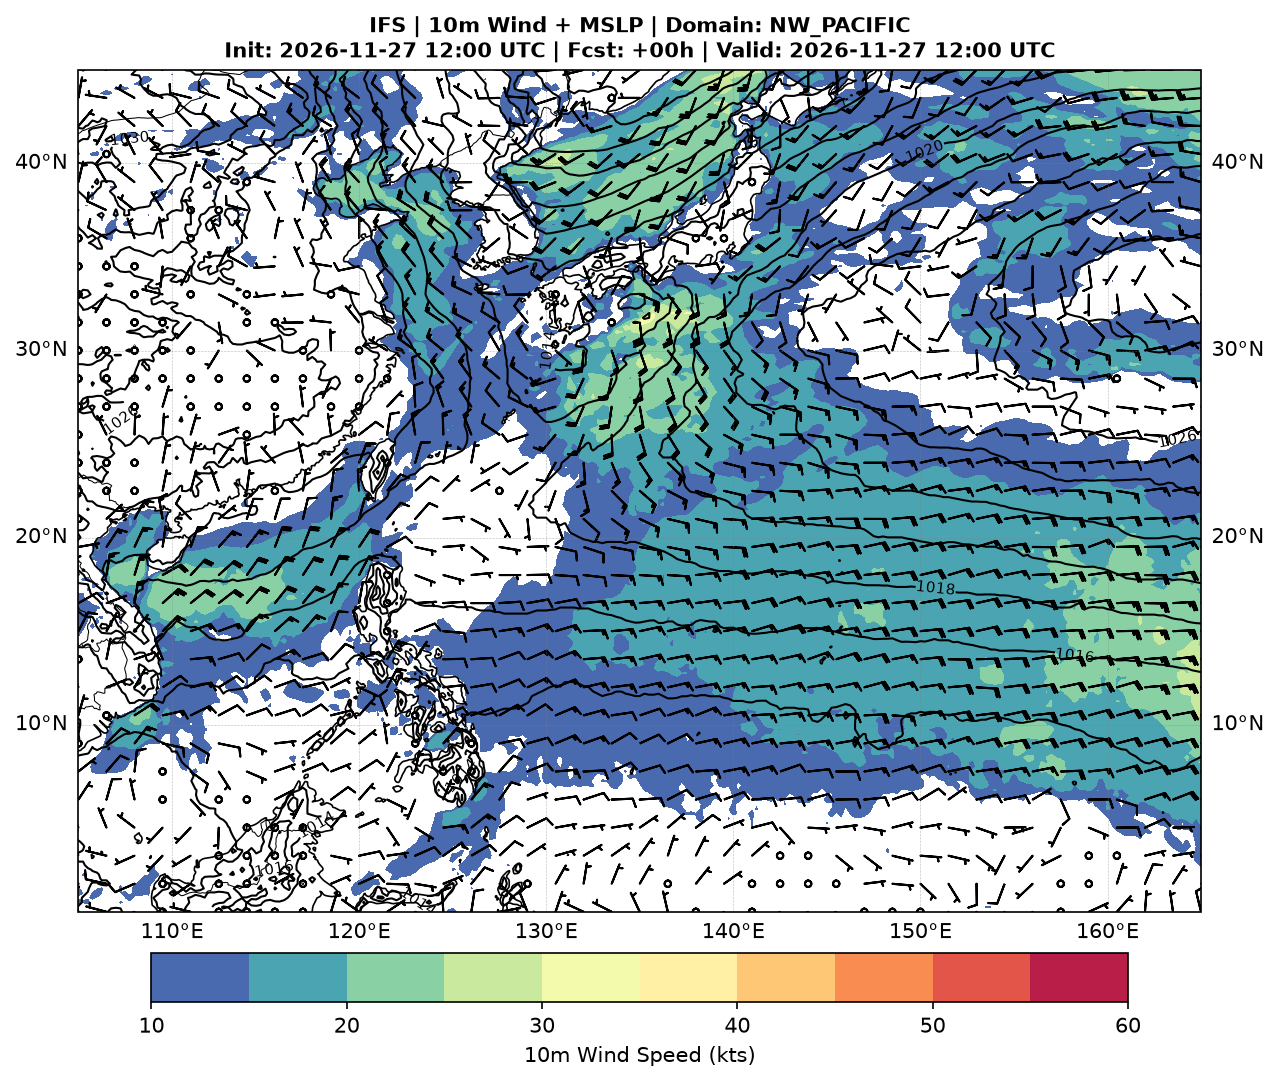 IFS | 10m Wind + MSLP | Domain: NW_PACIFIC
Init: 2026-11-27 12:00 UTC | Fcst: +00h | Valid: 2026-11-27 12:00 UTC
1030
1020
40°N
40°N
30°N
30°N
1026
20°N
20°N
1018
1016
10°N
10°N
110°E
120°E
130°E
140°E
150°E
160°E
10
20
30
40
50
60
10m Wind Speed (kts)